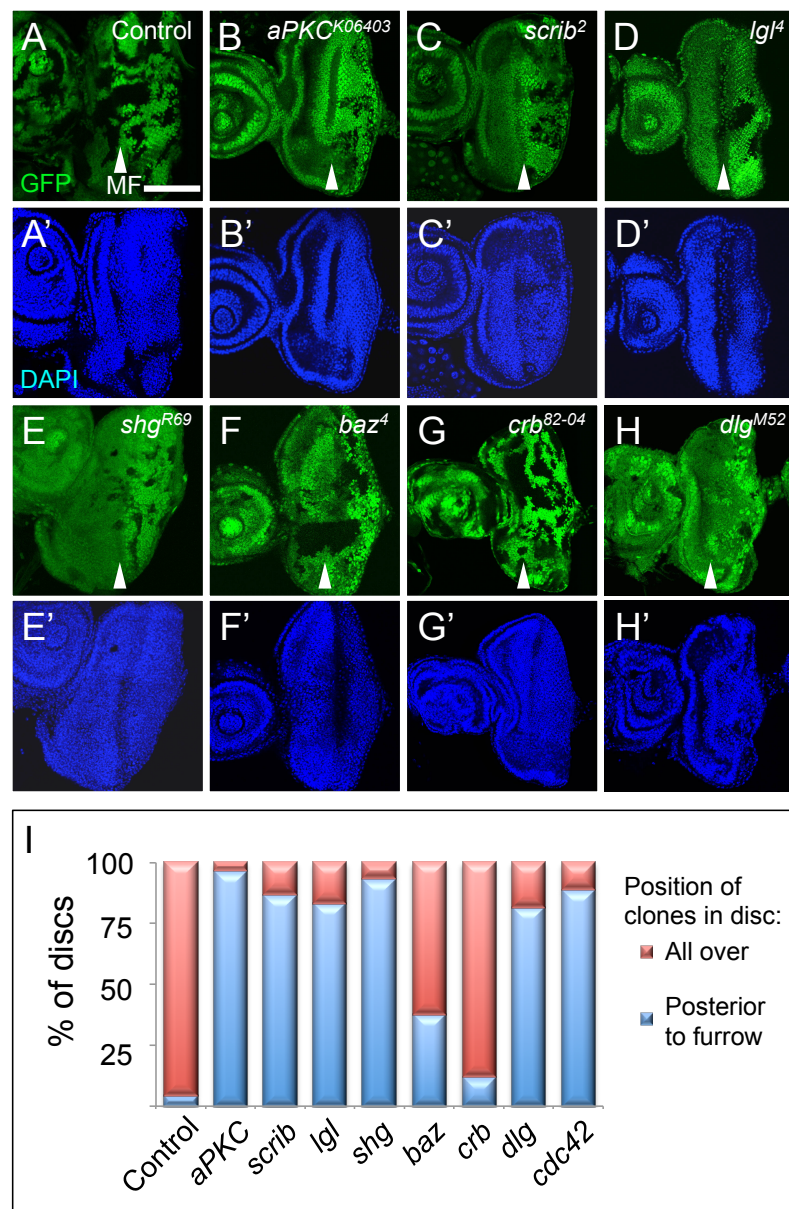 A Control
B aPKC^K06403
C scrib^2
D lgl^4
GFP MF
A'
B'
C'
D'
DAPI
E shg^R69
F baz^4
G crb^82-04
H dlg^M52
E'
F'
G'
H'
I
% of discs
100
75
50
25
Control
aPKC
scrib
lgl
shg
baz
crb
dlg
cdc42
Position of
clones in disc:
All over
Posterior
to furrow